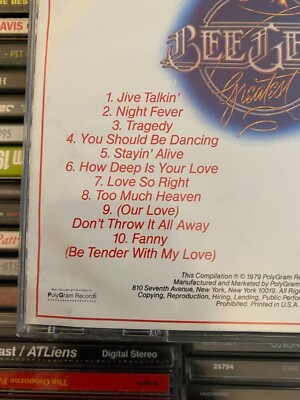 BEE GEES
Greatest
1. Jive Talkin'
2. Night Fever
3. Tragedy
4. You Should Be Dancing
5. Stayin' Alive
6. How Deep Is Your Love
7. Love So Right
8. Too Much Heaven
9. (Our Love)
Don't Throw It All Away
10. Fanny
(Be Tender With My Love)
This Compilation ℗ © 1979 PolyGram
Manufactured and Marketed by PolyGram
810 Seventh Avenue, New York, New York 10019. All Rig
Copying, Reproduction, Hiring, Lending, Public Perform
Prohibited. Printed in U.S.A
PolyGram Records
ast / ATLiens
Digital Stereo
25794
The Osbourne